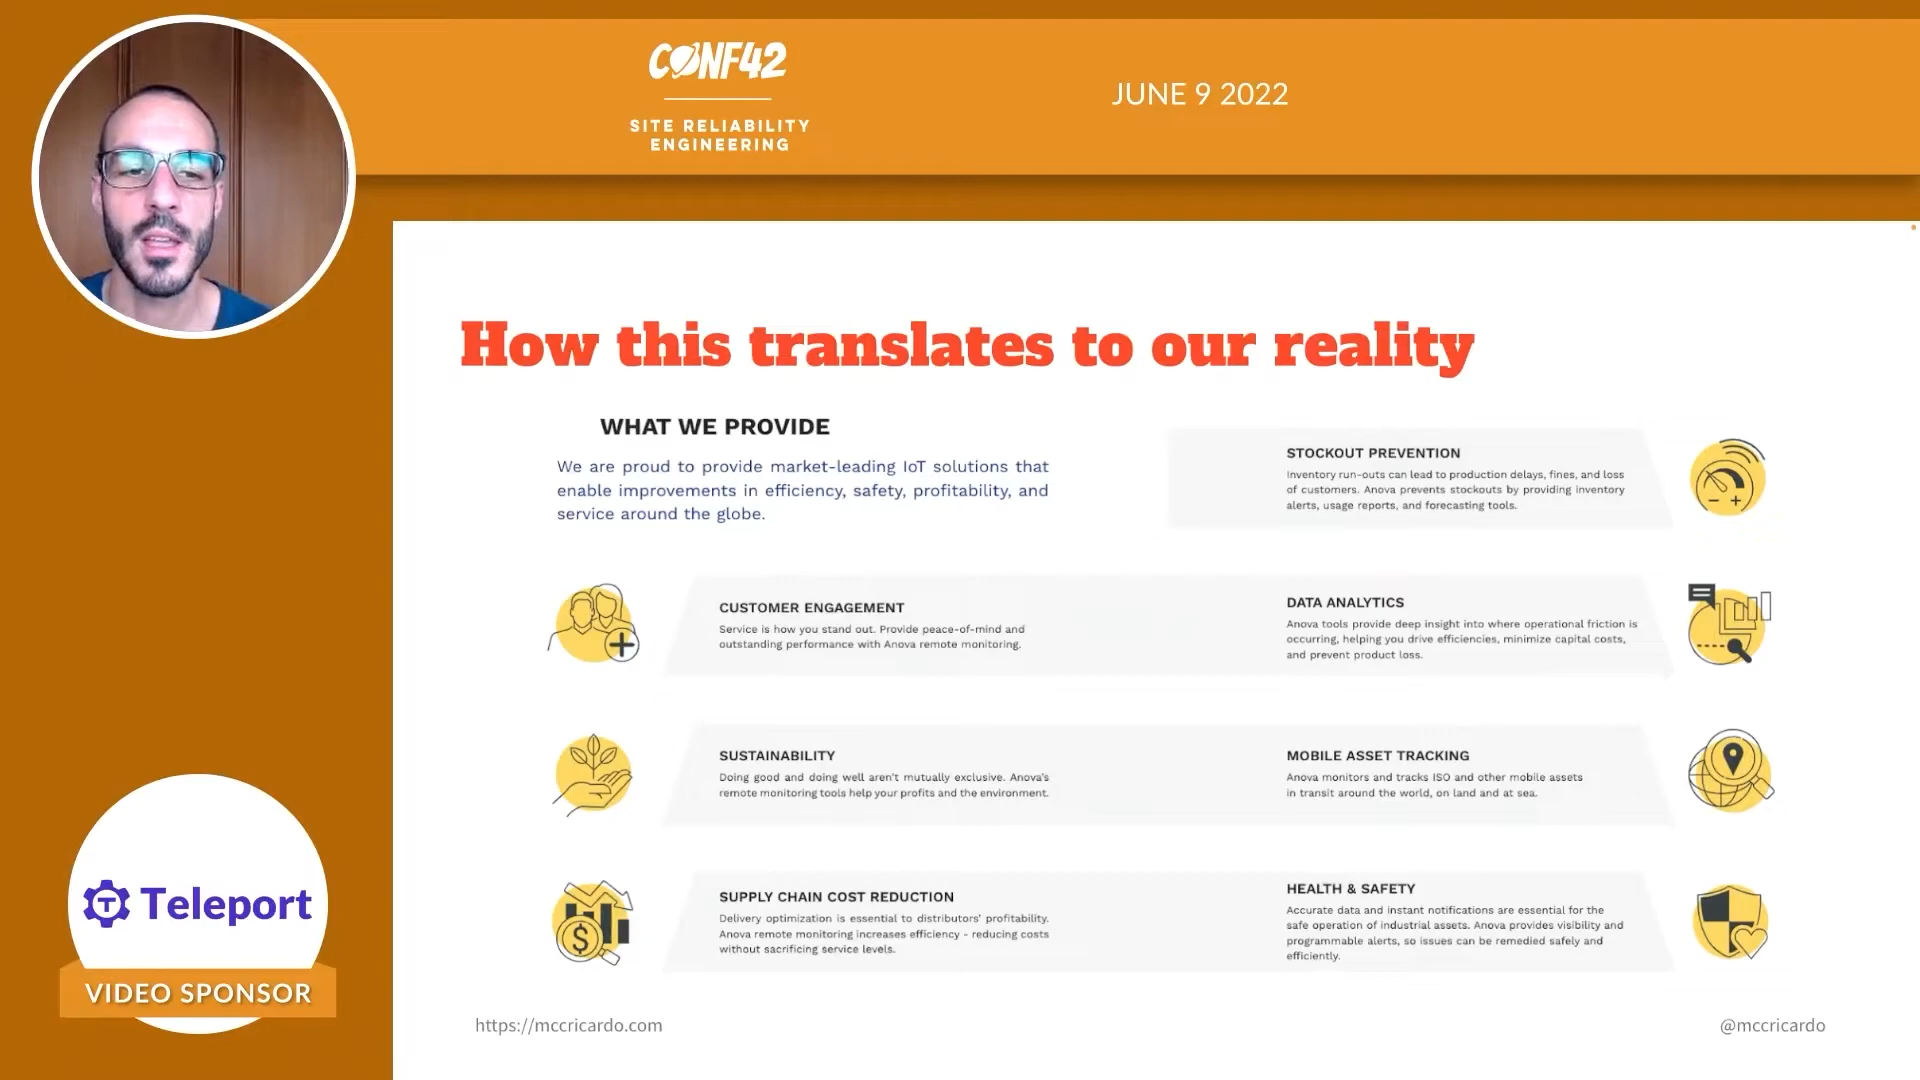 CONF42
SITE RELIABILITY
ENGINEERING
JUNE 9 2022
How this translates to our reality
WHAT WE PROVIDE
We are proud to provide market-leading IoT solutions that
enable improvements in efficiency, safety, profitability, and
service around the globe.
STOCKOUT PREVENTION
Inventory run-outs can lead to production delays, fines, and loss
of customers. Anova prevents stockouts by providing inventory
alerts, usage reports, and forecasting tools.
CUSTOMER ENGAGEMENT
Service is how you stand out. Provide peace-of-mind and
outstanding performance with Anova remote monitoring.
DATA ANALYTICS
Anova tools provide deep insight into where operational friction is
occurring, helping you drive efficiencies, minimize capital costs,
and prevent product loss.
SUSTAINABILITY
Doing good and doing well aren't mutually exclusive. Anova's
remote monitoring tools help your profits and the environment.
MOBILE ASSET TRACKING
Anova monitors and tracks ISO and other mobile assets
in transit around the world, on land and at sea.
SUPPLY CHAIN COST REDUCTION
Delivery optimization is essential to distributors' profitability.
Anova remote monitoring increases efficiency - reducing costs
without sacrificing service levels.
HEALTH & SAFETY
Accurate data and instant notifications are essential for the
safe operation of industrial assets. Anova provides visibility and
programmable alerts, so issues can be remedied safely and
efficiently.
Teleport
VIDEO SPONSOR
https://mccricardo.com
@mccricardo